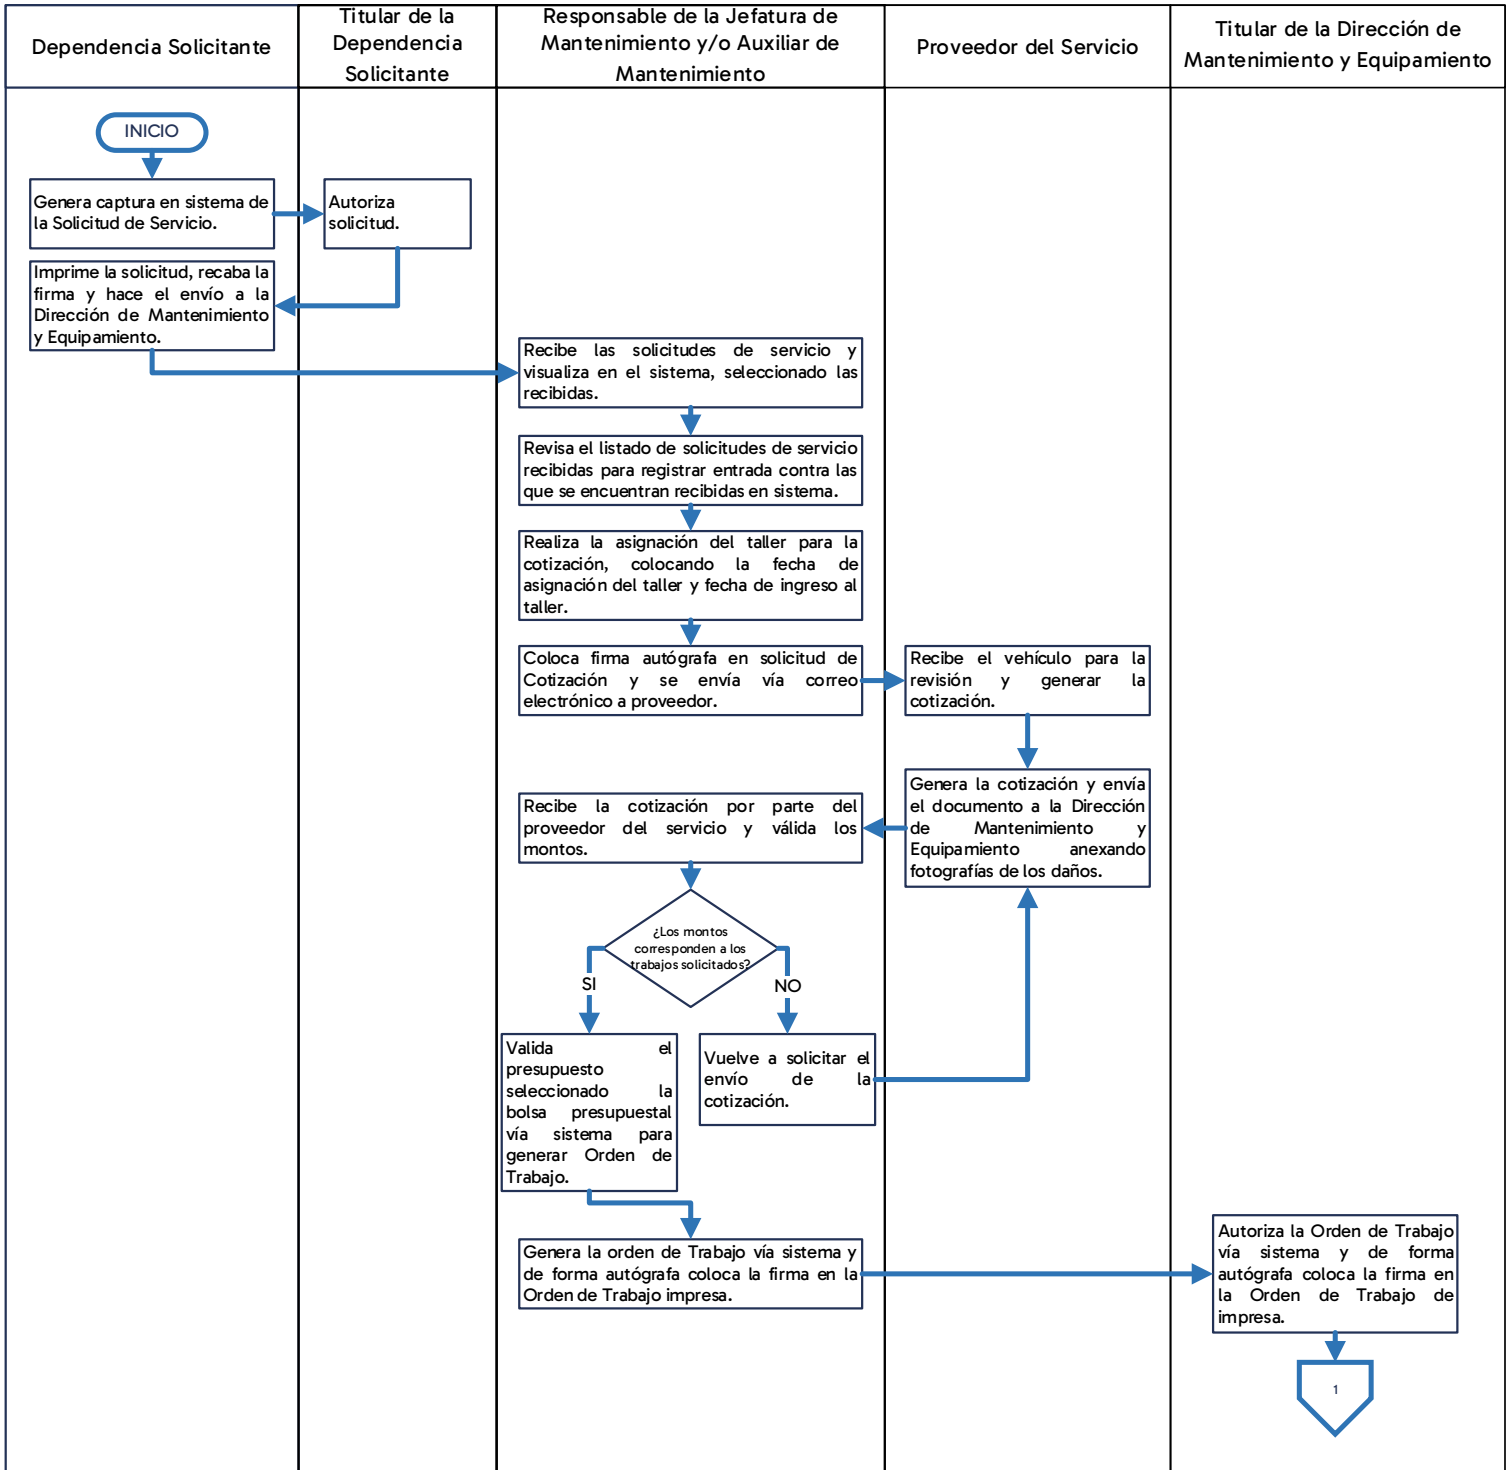 Dependencia Solicitante
Titular de la
Dependencia
Solicitante
Responsable de la Jefatura de
Mantenimiento y/o Auxiliar de
Mantenimiento
Proveedor del Servicio
Titular de la Dirección de
Mantenimiento y Equipamiento
INICIO
Genera captura en sistema de
la Solicitud de Servicio.
Autoriza
solicitud.
Imprime la solicitud, recaba la
firma y hace el envío a la
Dirección de Mantenimiento
y Equipamiento.
Recibe las solicitudes de servicio y
visualiza en el sistema, seleccionado las
recibidas.
Revisa el listado de solicitudes de servicio
recibidas para registrar entrada contra las
que se encuentran recibidas en sistema.
Realiza la asignación del taller para la
cotización, colocando la fecha de
asignación del taller y fecha de ingreso al
taller.
Coloca firma autógrafa en solicitud de
Cotización y se envía vía correo
electrónico a proveedor.
Recibe el vehículo para la
revisión y generar la
cotización.
Genera la cotización y envía
el documento a la Dirección
de Mantenimiento y
Equipamiento anexando
fotografías de los daños.
Recibe la cotización por parte del
proveedor del servicio y válida los
montos.
¿Los montos
corresponden a los
trabajos solicitados?
SI
NO
Valida el
presupuesto
seleccionado la
bolsa presupuestal
vía sistema para
generar Orden de
Trabajo.
Vuelve a solicitar el
envío de la
cotización.
Genera la orden de Trabajo vía sistema y
de forma autógrafa coloca la firma en la
Orden de Trabajo impresa.
Autoriza la Orden de Trabajo
vía sistema y de forma
autógrafa coloca la firma en
la Orden de Trabajo de
impresa.
1